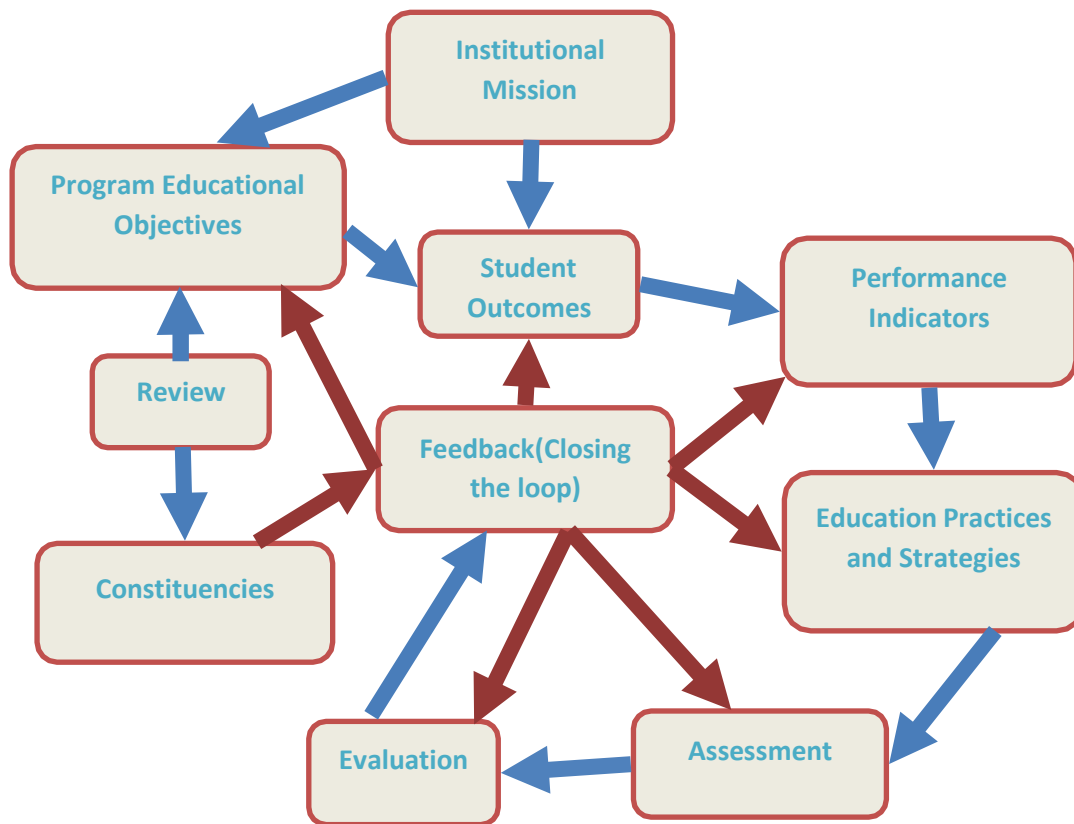 Institutional
Mission
Program Educational
Objectives
Student
Outcomes
Performance
Indicators
Review
Feedback(Closing
the loop)
Education Practices
and Strategies
Constituencies
Evaluation
Assessment